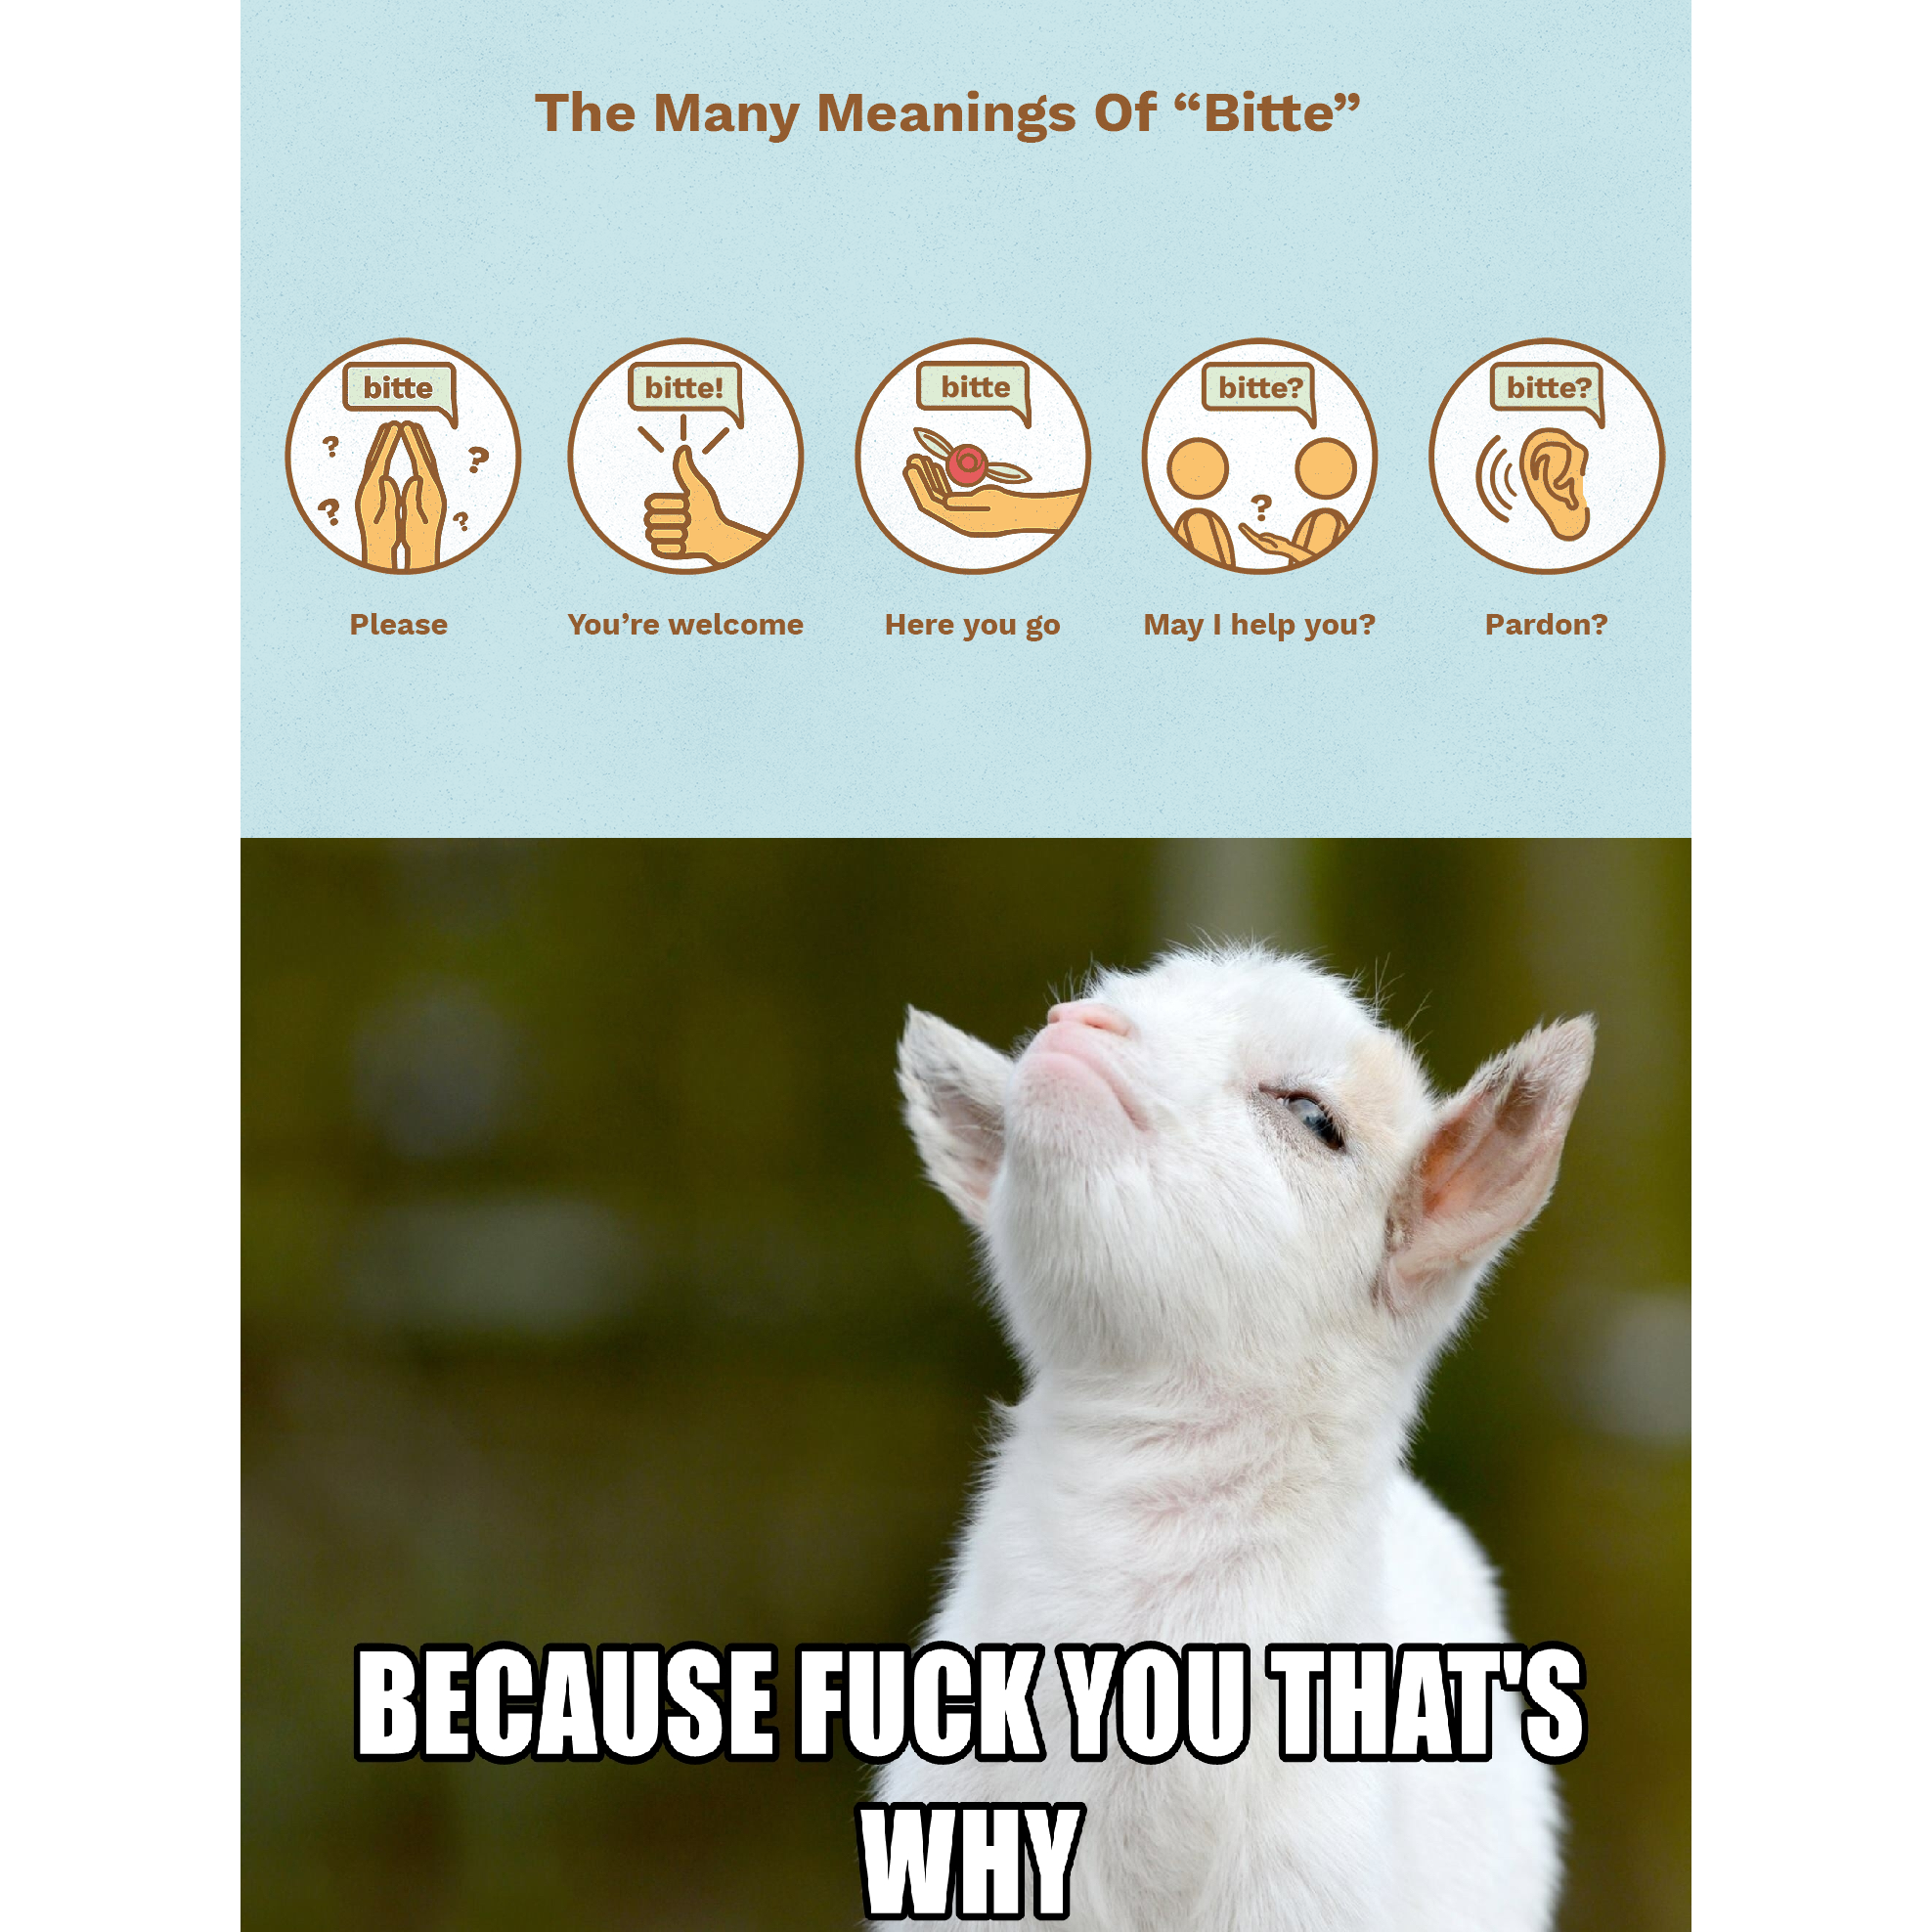 The Many Meanings Of “Bitte”
bitte bitte! bitte bitte? bitte?
? ? ? ? ?
Please You’re welcome Here you go May I help you? Pardon?
BECAUSE FUCK YOU THAT'S
WHY